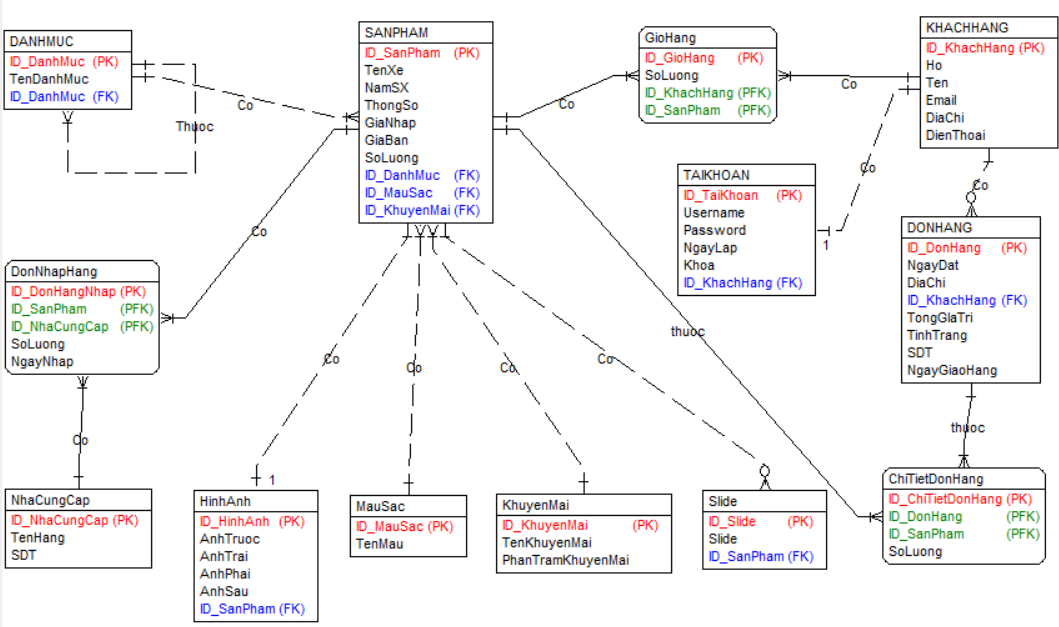 DANHMUC
ID_DanhMuc (PK)
TenDanhMuc
ID_DanhMuc (FK)
Co
Thuoc
SANPHAM
ID_SanPham (PK)
TenXe
NamSX
ThongSo
GiaNhap
GiaBan
SoLuong
ID_DanhMuc (FK)
ID_MauSac (FK)
ID_KhuyenMai (FK)
Co
GioHang
ID_GioHang (PK)
SoLuong
ID_KhachHang (PFK)
ID_SanPham (PFK)
Co
KHACHHANG
ID_KhachHang (PK)
Ho
Ten
Email
DiaChi
DienThoai
Co
Co
TAIKHOAN
ID_TaiKhoan (PK)
Username
Password
NgayLap
Khoa
ID_KhachHang (FK)
1
DONHANG
ID_DonHang (PK)
NgayDat
DiaChi
ID_KhachHang (FK)
TongGIaTri
TinhTrang
SDT
NgayGiaoHang
Co
DonNhapHang
ID_DonHangNhap (PK)
ID_SanPham (PFK)
ID_NhaCungCap (PFK)
SoLuong
NgayNhap
Co
Co
Co
Co
thuoc
thuoc
Co
NhaCungCap
ID_NhaCungCap (PK)
TenHang
SDT
1
HinhAnh
ID_HinhAnh (PK)
AnhTruoc
AnhTrai
AnhPhai
AnhSau
ID_SanPham (FK)
MauSac
ID_MauSac (PK)
TenMau
KhuyenMai
ID_KhuyenMai (PK)
TenKhuyenMai
PhanTramKhuyenMai
Slide
ID_Slide (PK)
Slide
ID_SanPham (FK)
ChiTietDonHang
ID_ChiTietDonHang (PK)
ID_DonHang (PFK)
ID_SanPham (PFK)
SoLuong